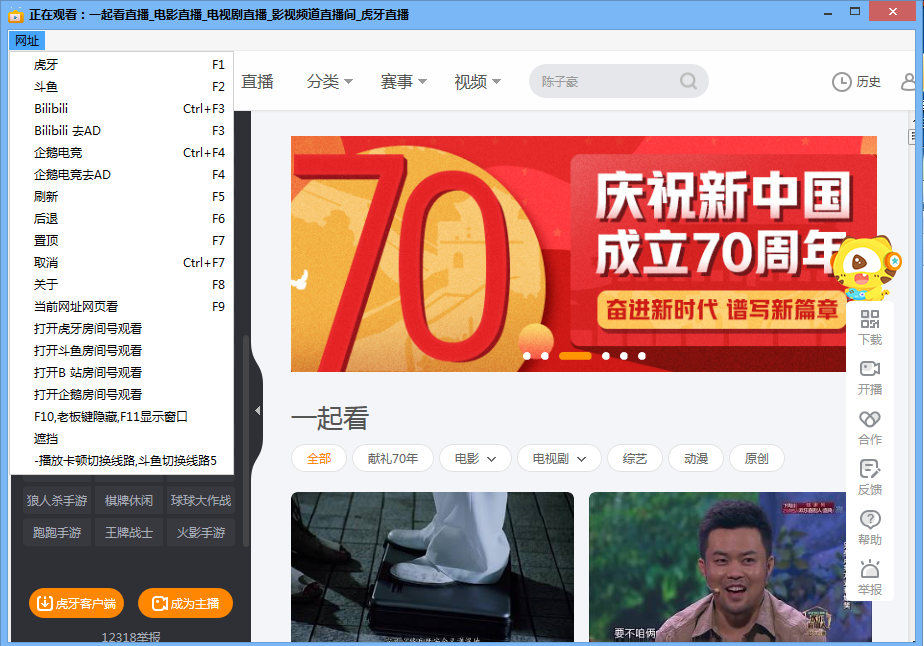 正在观看：一起看直播_电影直播_电视剧直播_影视频道直播间_虎牙直播
网址
虎牙 F1
斗鱼 F2
Bilibili Ctrl+F3
Bilibili 去AD F3
企鹅电竞 Ctrl+F4
企鹅电竞去AD F4
刷新 F5
后退 F6
置顶 F7
取消 Ctrl+F7
关于 F8
当前网址网页看 F9
打开虎牙房间号观看
打开斗鱼房间号观看
打开B 站房间号观看
打开企鹅房间号观看
F10,老板键隐藏,F11显示窗口
遮挡
-播放卡顿切换线路,斗鱼切换线路5
直播 分类 赛事 视频 陈子豪 历史
70
庆祝新中国
成立70周年
奋进新时代 谱写新篇章
下载
开播
合作
反馈
帮助
举报
一起看
全部 献礼70年 电影 电视剧 综艺 动漫 原创
狼人杀手游 棋牌休闲 球球大作战
跑跑手游 王牌战士 火影手游
虎牙客户端 成为主播
12318举报
要不咱俩